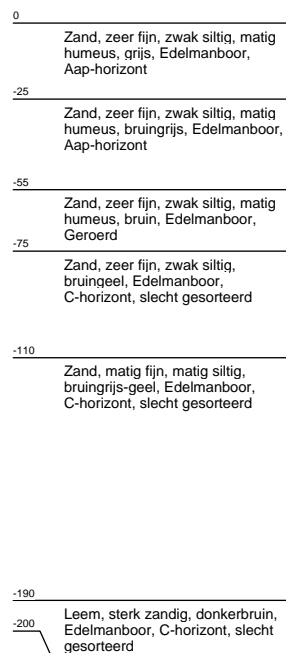 0
Zand, zeer fijn, zwak siltig, matig
humeus, grijs, Edelmanboor,
Aap-horizont
-25
Zand, zeer fijn, zwak siltig, matig
humeus, bruingrijs, Edelmanboor,
Aap-horizont
-55
Zand, zeer fijn, zwak siltig, matig
humeus, bruin, Edelmanboor,
Geroerd
-75
Zand, zeer fijn, zwak siltig,
bruingeel, Edelmanboor,
C-horizont, slecht gesorteerd
-110
Zand, matig fijn, matig siltig,
bruingrijs-geel, Edelmanboor,
C-horizont, slecht gesorteerd
-190
Leem, sterk zandig, donkerbruin,
-200
Edelmanboor, C-horizont, slecht
gesorteerd